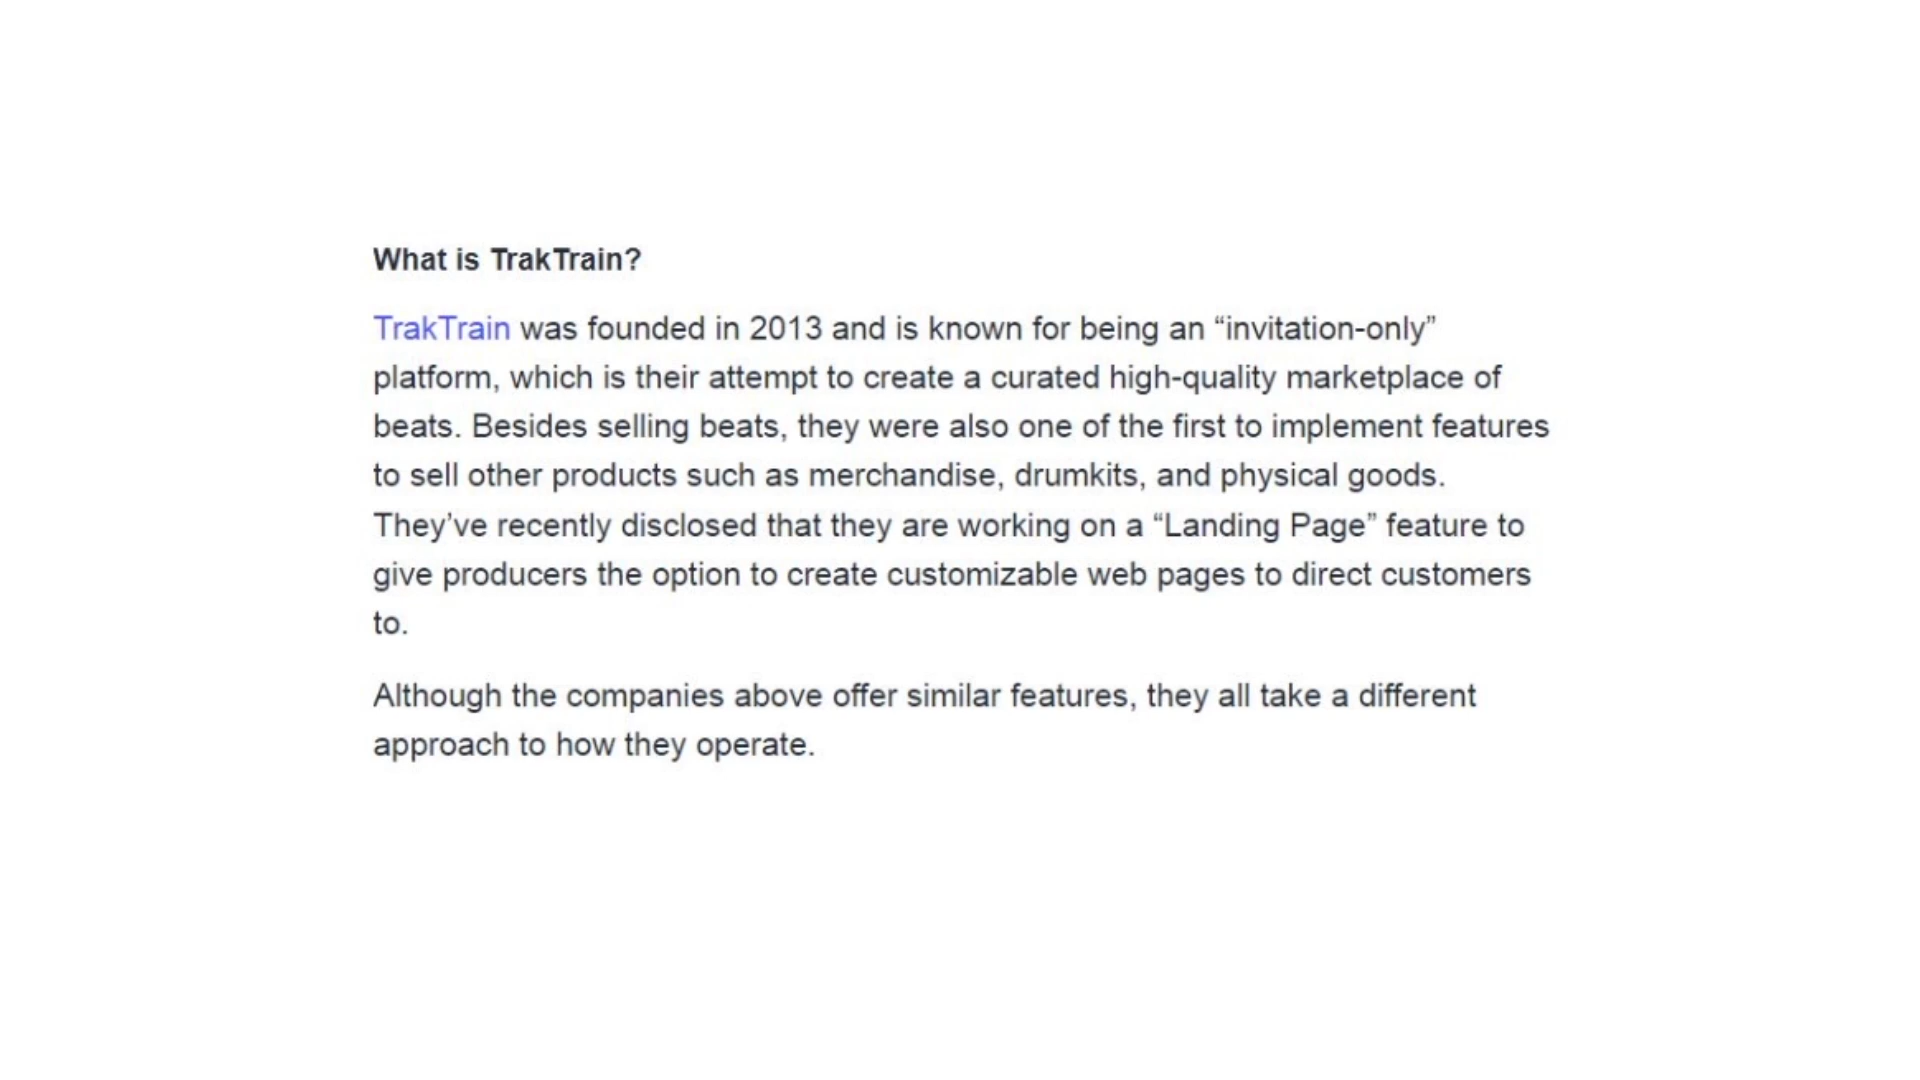 What is TrakTrain?
TrakTrain was founded in 2013 and is known for being an “invitation-only”
platform, which is their attempt to create a curated high-quality marketplace of
beats. Besides selling beats, they were also one of the first to implement features
to sell other products such as merchandise, drumkits, and physical goods.
They’ve recently disclosed that they are working on a “Landing Page” feature to
give producers the option to create customizable web pages to direct customers
to.
Although the companies above offer similar features, they all take a different
approach to how they operate.